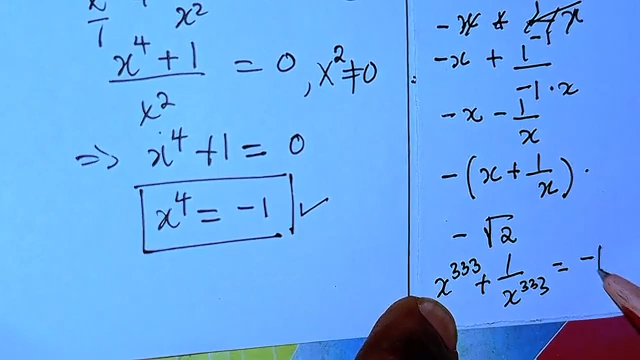 x/1 x²
x⁴ + 1 / x² = 0, x² ≠ 0
⇒ x⁴ + 1 = 0
x⁴ = -1 ✓
-x + 1/-1·x
-x - 1/x
-(x + 1/x).
-√2
x³³³ + 1/x³³³ = -